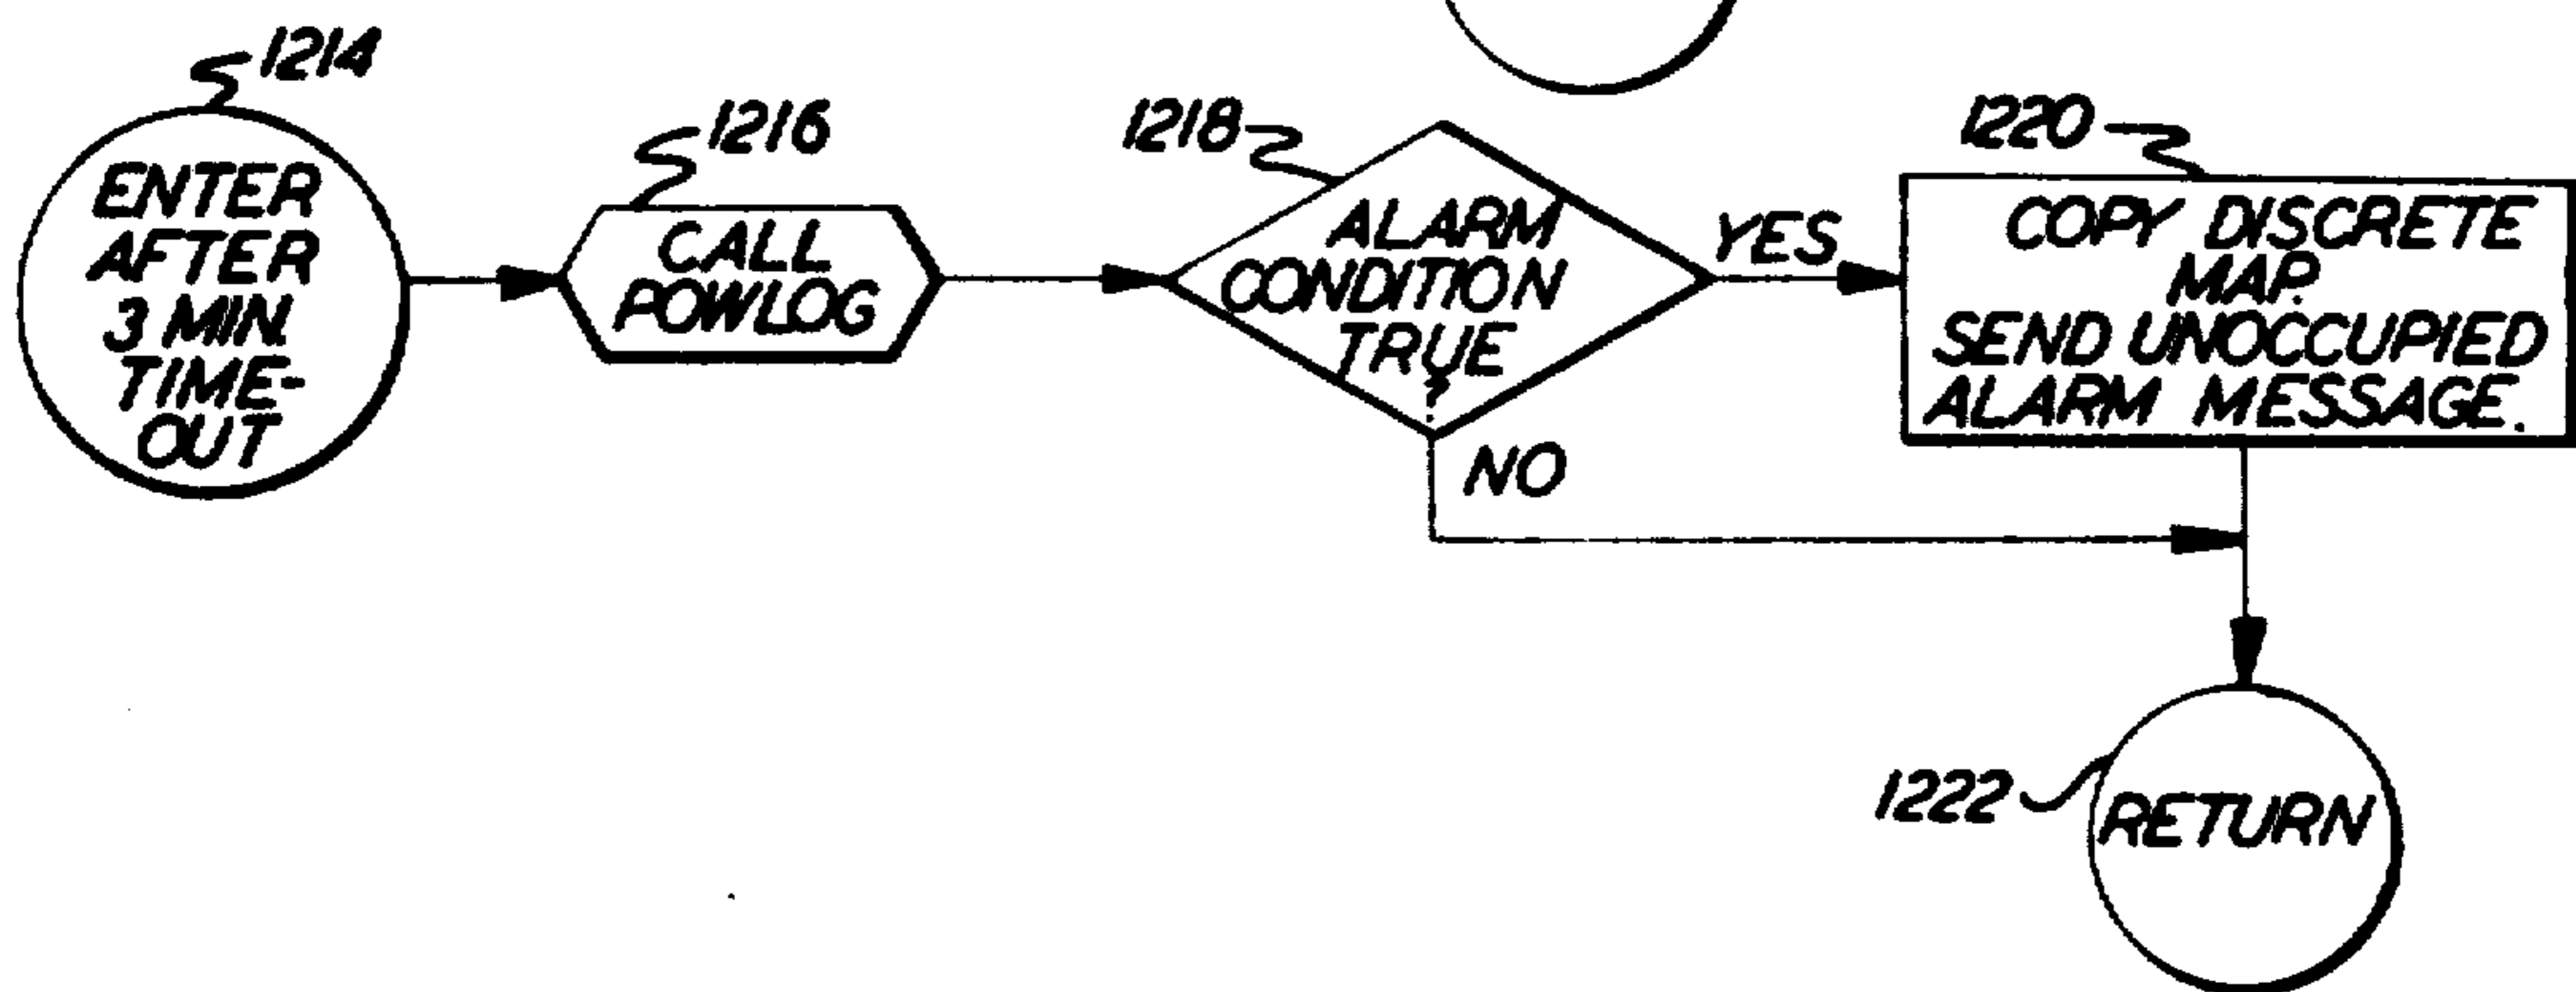 1214
ENTER
AFTER
3 MIN.
TIME-
OUT
1216
CALL
POWLOG
1218
ALARM
CONDITION
TRUE
?
YES
NO
1220
COPY DISCRETE
MAP.
SEND UNOCCUPIED
ALARM MESSAGE.
1222
RETURN